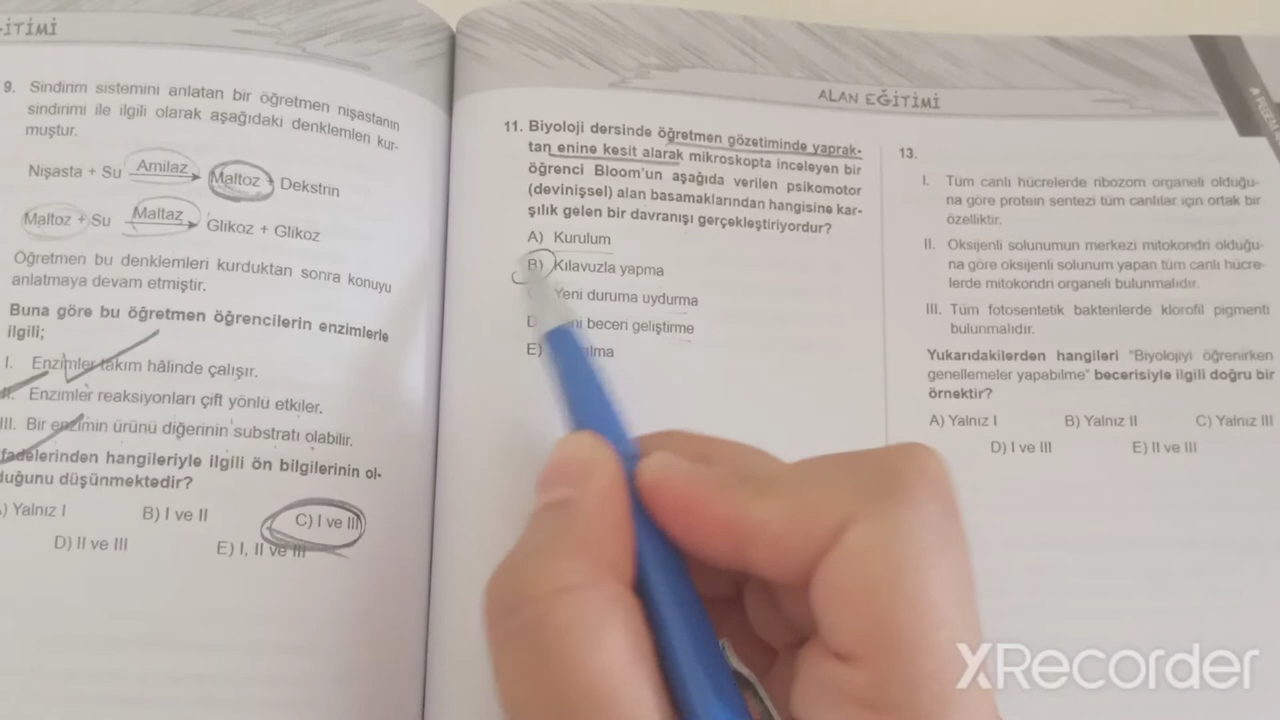 -İTİMİ
9. Sindirim sistemini anlatan bir öğretmen nişastanın
sindirimi ile ilgili olarak aşağıdaki denklemleri kur-
muştur.
Nişasta + Su Amilaz Maltoz + Dekstrin
Maltoz + Su Maltaz Glikoz + Glikoz
Öğretmen bu denklemleri kurduktan sonra konuyu
anlatmaya devam etmiştir.
Buna göre bu öğretmen öğrencilerin enzimlerle
ilgili;
I. Enzimler takım hâlinde çalışır.
II. Enzimler reaksiyonları çift yönlü etkiler.
III. Bir enzimin ürünü diğerinin substratı olabilir.
fadelerinden hangileriyle ilgili ön bilgilerinin ol-
duğunu düşünmektedir?
) Yalnız I B) I ve II C) I ve III
D) II ve III E) I, II ve III
ALAN EĞİTİMİ
11. Biyoloji dersinde öğretmen gözetiminde yaprak-
tan enine kesit alarak mikroskopta inceleyen bir
öğrenci Bloom'un aşağıda verilen psikomotor
(devinişsel) alan basamaklarından hangisine kar-
şılık gelen bir davranışı gerçekleştiriyordur?
A) Kurulum
B) Kılavuzla yapma
Yeni duruma uydurma
D beceri geliştirme
E)
13.
I. Tüm canlı hücrelerde ribozom organeli olduğu-
na göre protein sentezi tüm canlılar için ortak bir
özelliktir.
II. Oksijenli solunumun merkezi mitokondri olduğu-
na göre oksijenli solunum yapan tüm canlı hücre-
lerde mitokondri organeli bulunmalıdır.
III. Tüm fotosentetik bakterilerde klorofil pigmenti
bulunmalıdır.
Yukarıdakilerden hangileri "Biyolojiyi öğrenirken
genellemeler yapabilme" becerisiyle ilgili doğru bir
örnektir?
A) Yalnız I B) Yalnız II C) Yalnız III
D) I ve III E) II ve III
XRecorder